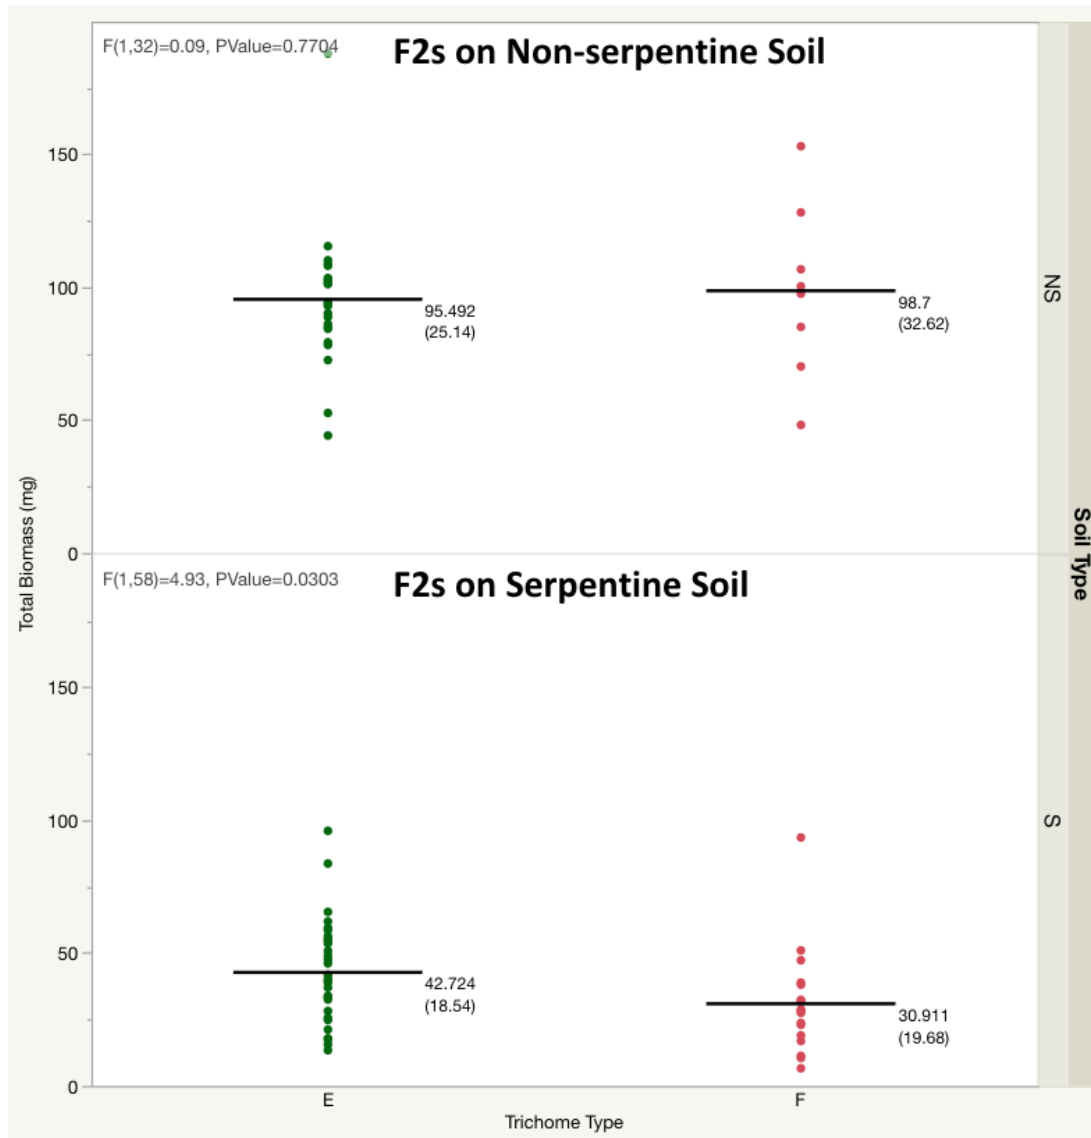 F(1,32)=0.09, PValue=0.7704
F2s on Non-serpentine Soil
150
100
50
0
95.492
(25.14)
98.7
(32.62)
NS
Total Biomass (mg)
Soil Type
F(1,58)=4.93, PValue=0.0303
F2s on Serpentine Soil
150
100
50
0
42.724
(18.54)
30.911
(19.68)
S
E
F
Trichome Type